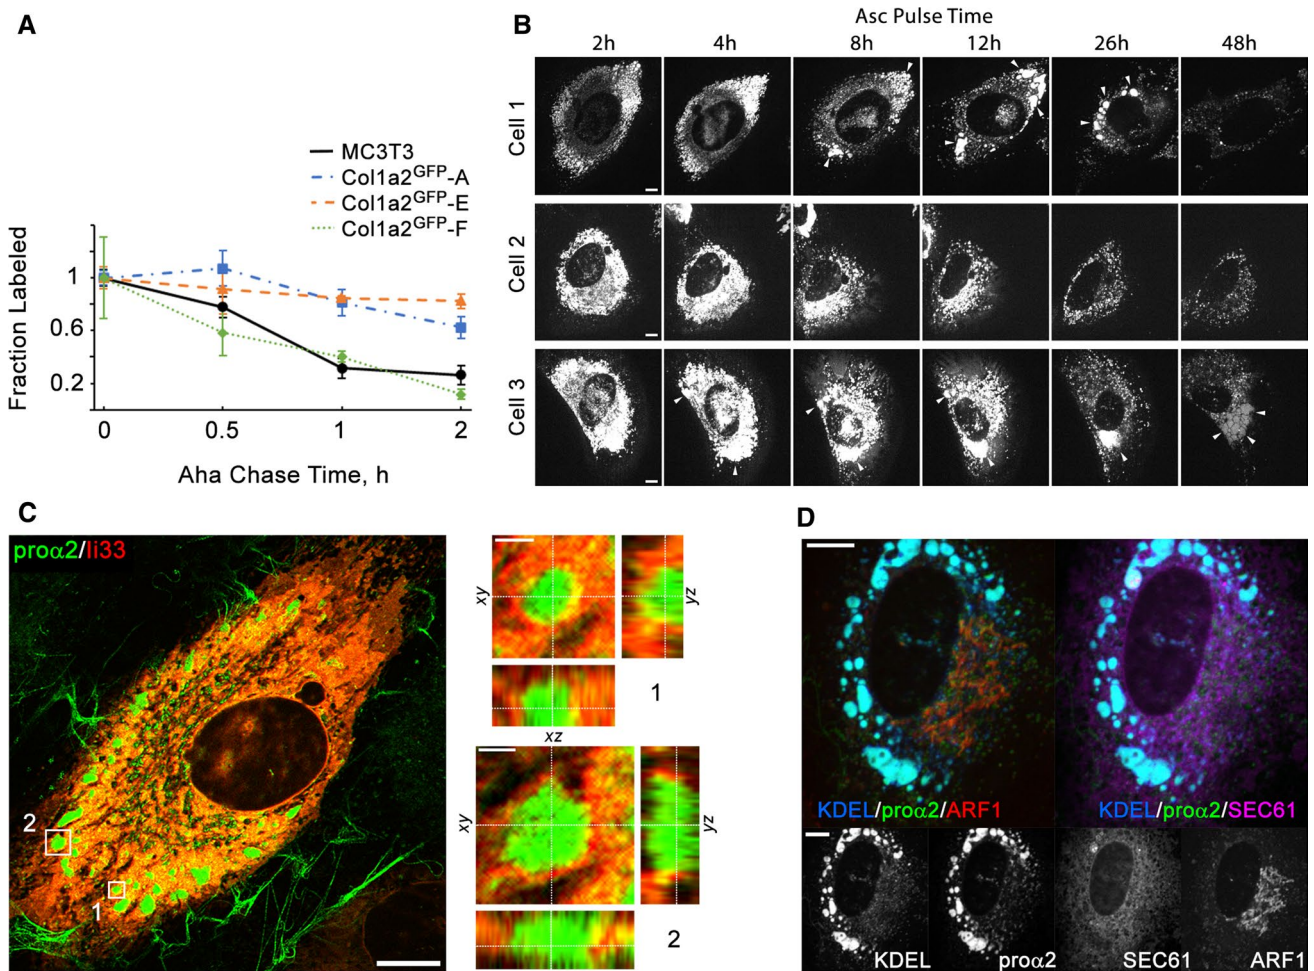 A
MC3T3
Col1a2GFP-A
Col1a2GFP-E
Col1a2GFP-F
Fraction Labeled
1
0.6
0.2
0
0.5
1
2
Aha Chase Time, h
B
Asc Pulse Time
2h
4h
8h
12h
26h
48h
Cell 1
Cell 2
Cell 3
C
proα2/li33
2
1
xy
yz
1
xz
xy
yz
2
D
KDEL/proα2/ARF1
KDEL/proα2/SEC61
KDEL
proα2
SEC61
ARF1